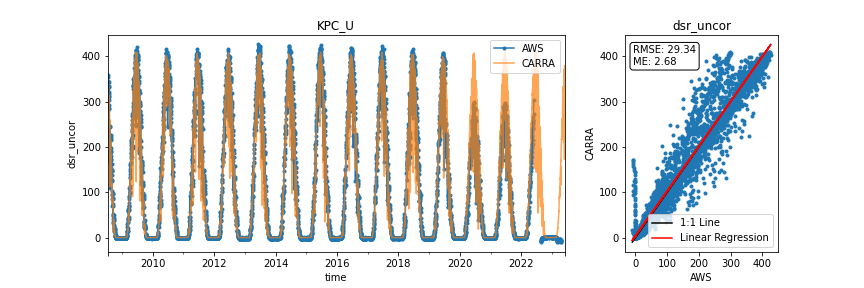 KPC_U
dsr_uncor
400
300
200
100
0
2010
2012
2014
2016
2018
2020
2022
time
AWS
CARRA
dsr_uncor
CARRA
400
300
200
100
0
0
100
200
300
400
AWS
RMSE: 29.34
ME: 2.68
1:1 Line
Linear Regression